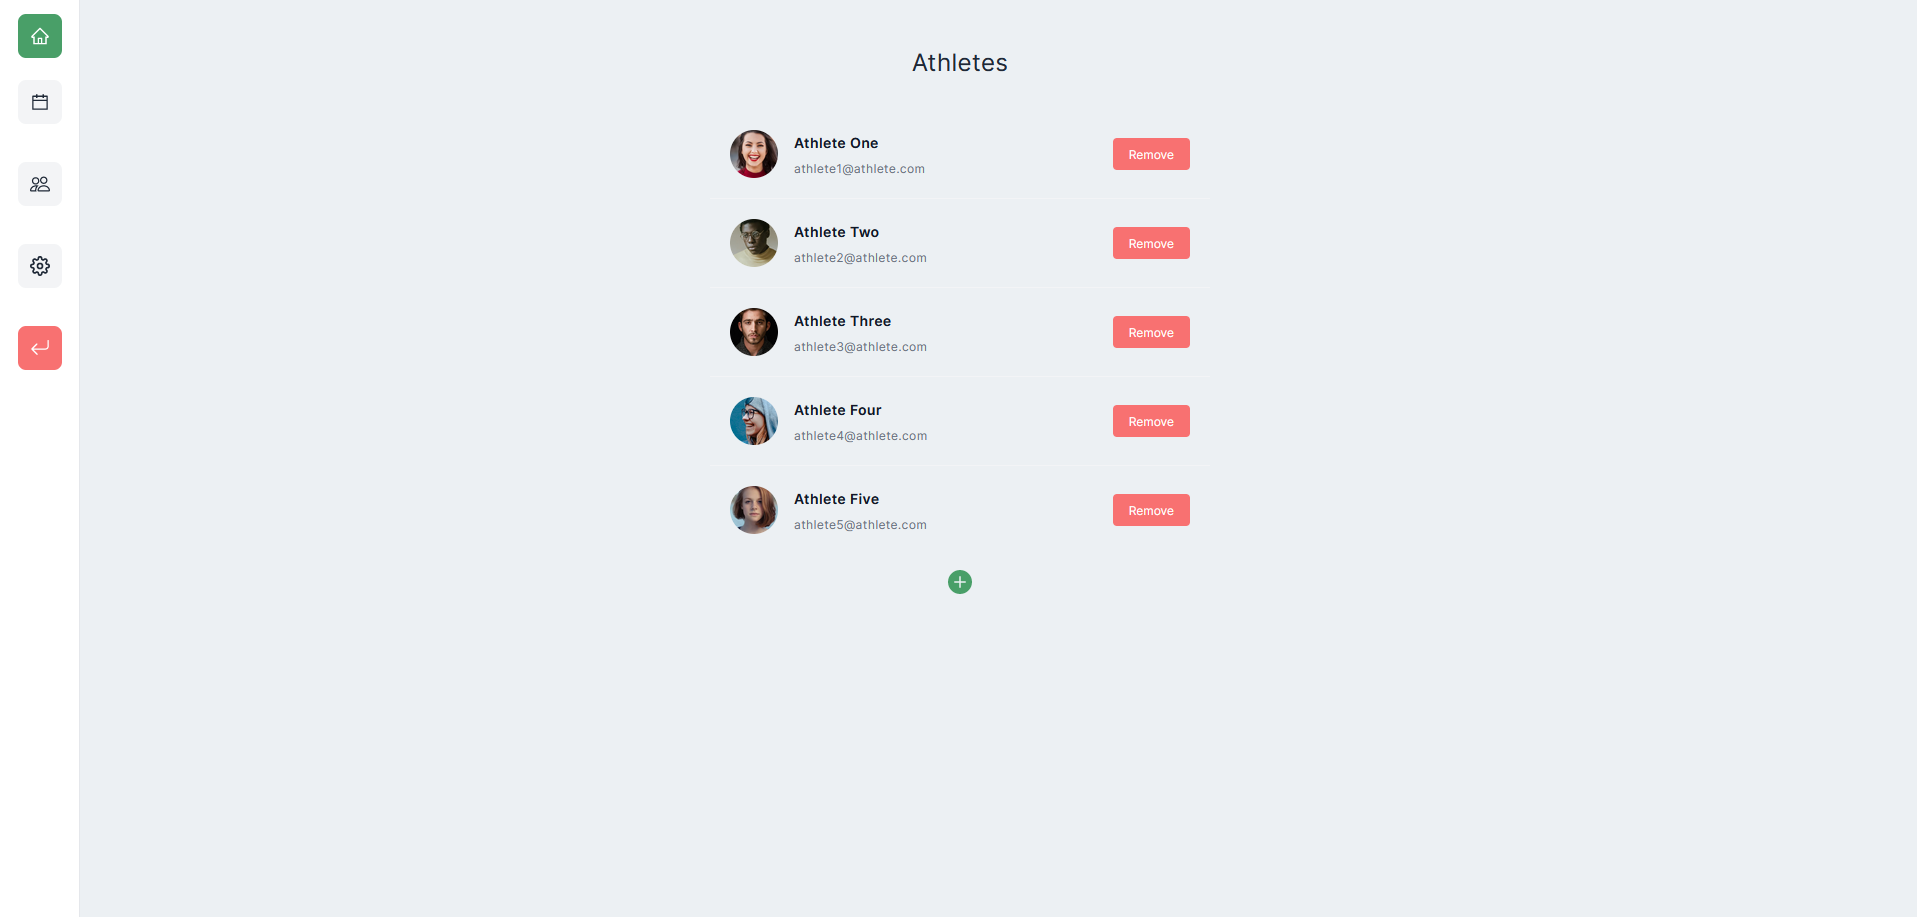 Athletes
Athlete One
athlete1@athlete.com
Remove
Athlete Two
athlete2@athlete.com
Remove
Athlete Three
athlete3@athlete.com
Remove
Athlete Four
athlete4@athlete.com
Remove
Athlete Five
athlete5@athlete.com
Remove